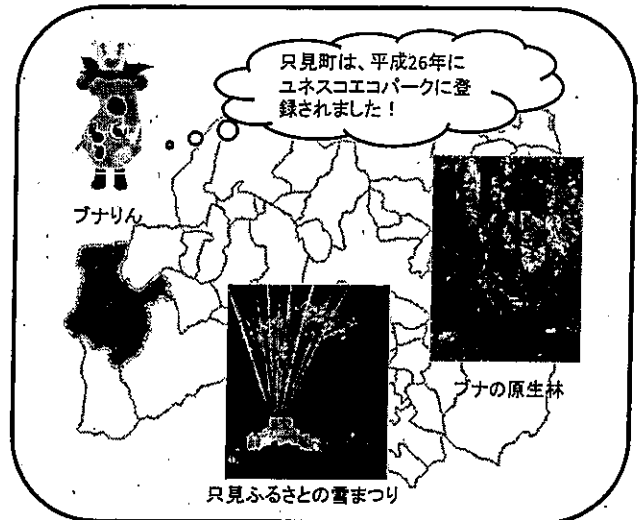 只見町は、平成26年に
ユネスコエコパークに登
録されました！
ブナりん
ブナの原生林
只見ふるさとの雪まつり